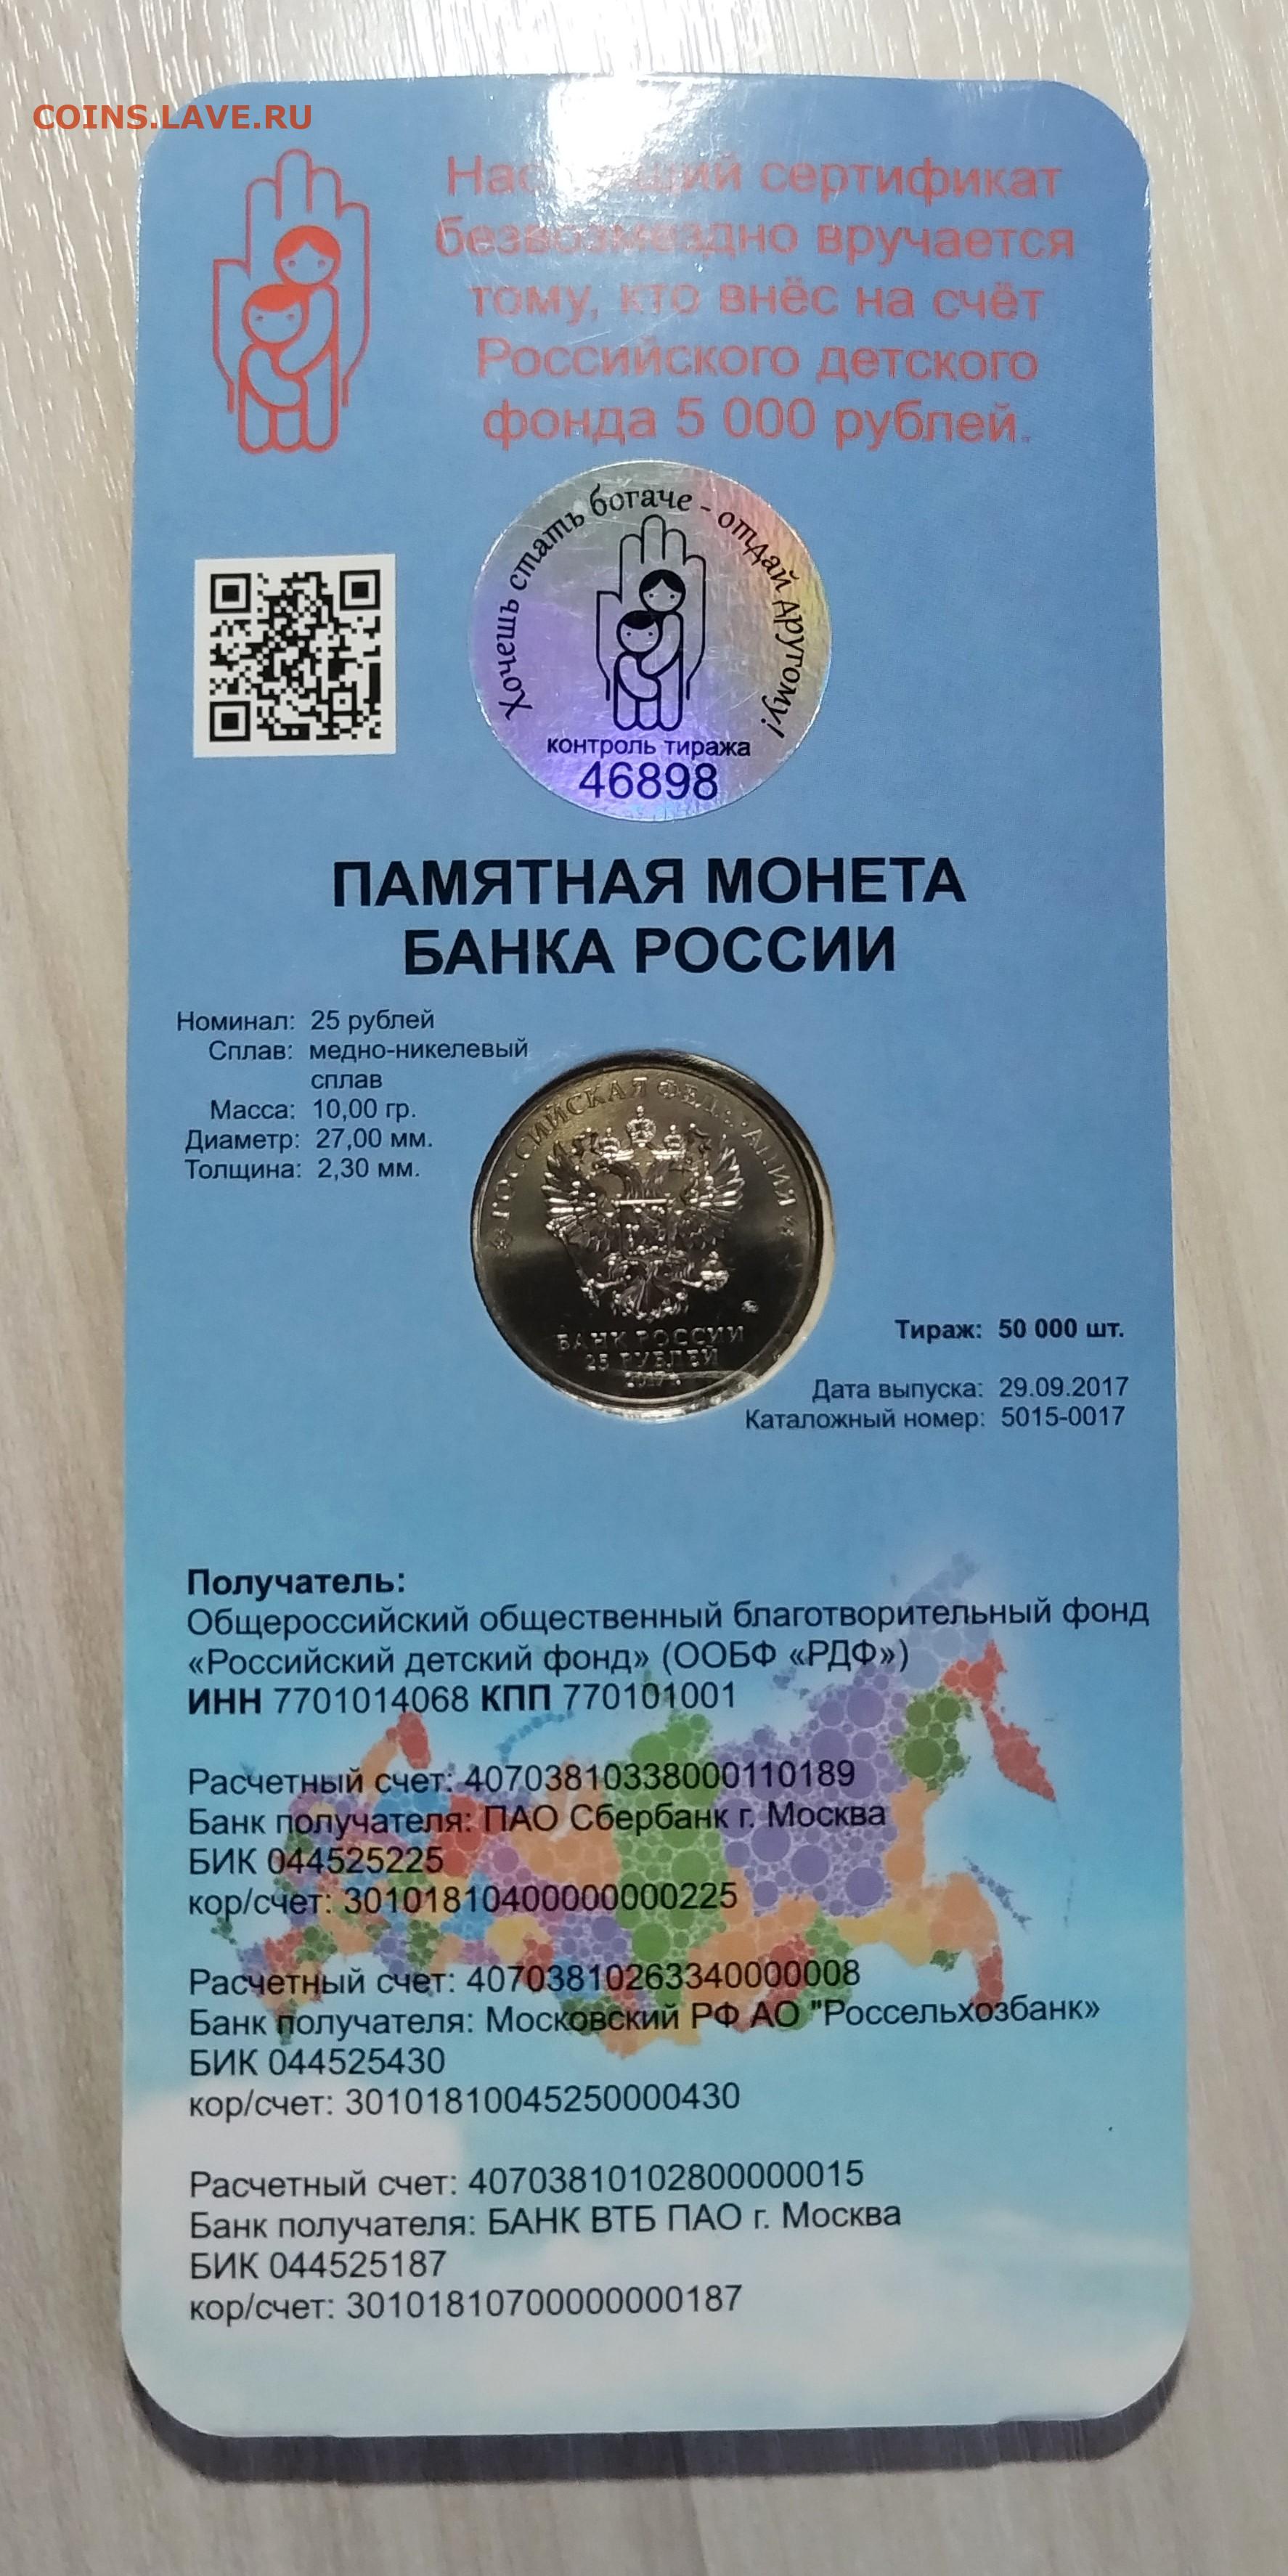 COINS.LAVE.RU
сертификат
безвозмездно вручается
тому, кто внёс на счёт
Российского детского
фонда 5 000 рублей.
Хочешь стать богаче - отдай другому!
контроль тиража
46898
ПАМЯТНАЯ МОНЕТА
БАНКА РОССИИ
Номинал: 25 рублей
Сплав: медно-никелевый
сплав
Масса: 10,00 гр.
Диаметр: 27,00 мм.
Толщина: 2,30 мм.
РОССИЙСКАЯ ФЕДЕРАЦИЯ
БАНК РОССИИ
25 РУБЛЕЙ
2017 г.
Тираж: 50 000 шт.
Дата выпуска: 29.09.2017
Каталожный номер: 5015-0017
Получатель:
Общероссийский общественный благотворительный фонд
«Российский детский фонд» (ООБФ «РДФ»)
ИНН 7701014068 КПП 770101001
Расчетный счет: 40703810338000110189
Банк получателя: ПАО Сбербанк г. Москва
БИК 044525225
кор/счет: 30101810400000000225
Расчетный счет: 40703810263340000008
Банк получателя: Московский РФ АО "Россельхозбанк»
БИК 044525430
кор/счет: 30101810045250000430
Расчетный счет: 40703810102800000015
Банк получателя: БАНК ВТБ ПАО г. Москва
БИК 044525187
кор/счет: 30101810700000000187